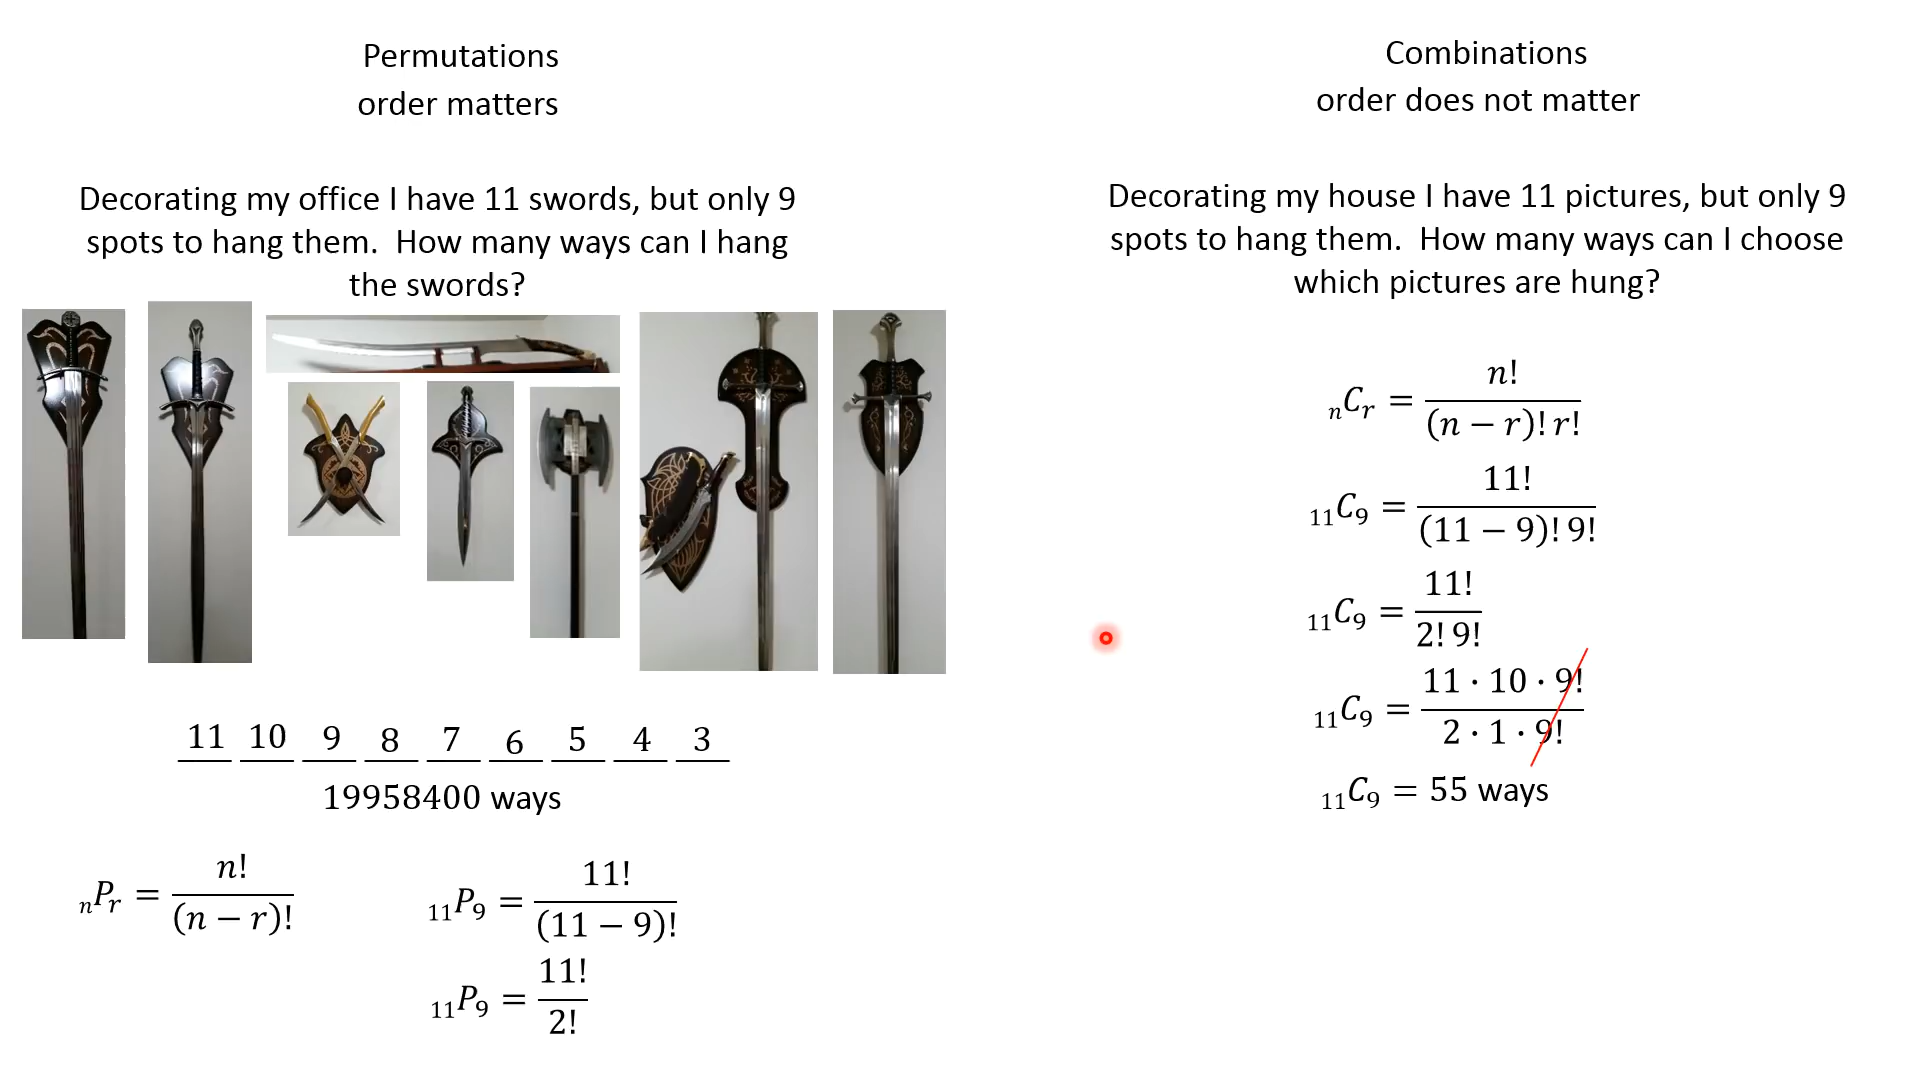 Permutations
order matters
Decorating my office I have 11 swords, but only 9
spots to hang them.  How many ways can I hang
the swords?
11 10 9 8 7 6 5 4 3
19958400 ways
nPr = n!/(n − r)!
11P9 = 11!/(11 − 9)!
11P9 = 11!/2!
Combinations
order does not matter
Decorating my house I have 11 pictures, but only 9
spots to hang them.  How many ways can I choose
which pictures are hung?
nCr = n!/(n − r)! r!
11C9 = 11!/(11 − 9)! 9!
11C9 = 11!/2! 9!
11C9 = 11 · 10 · 9!/2 · 1 · 9!
11C9 = 55 ways